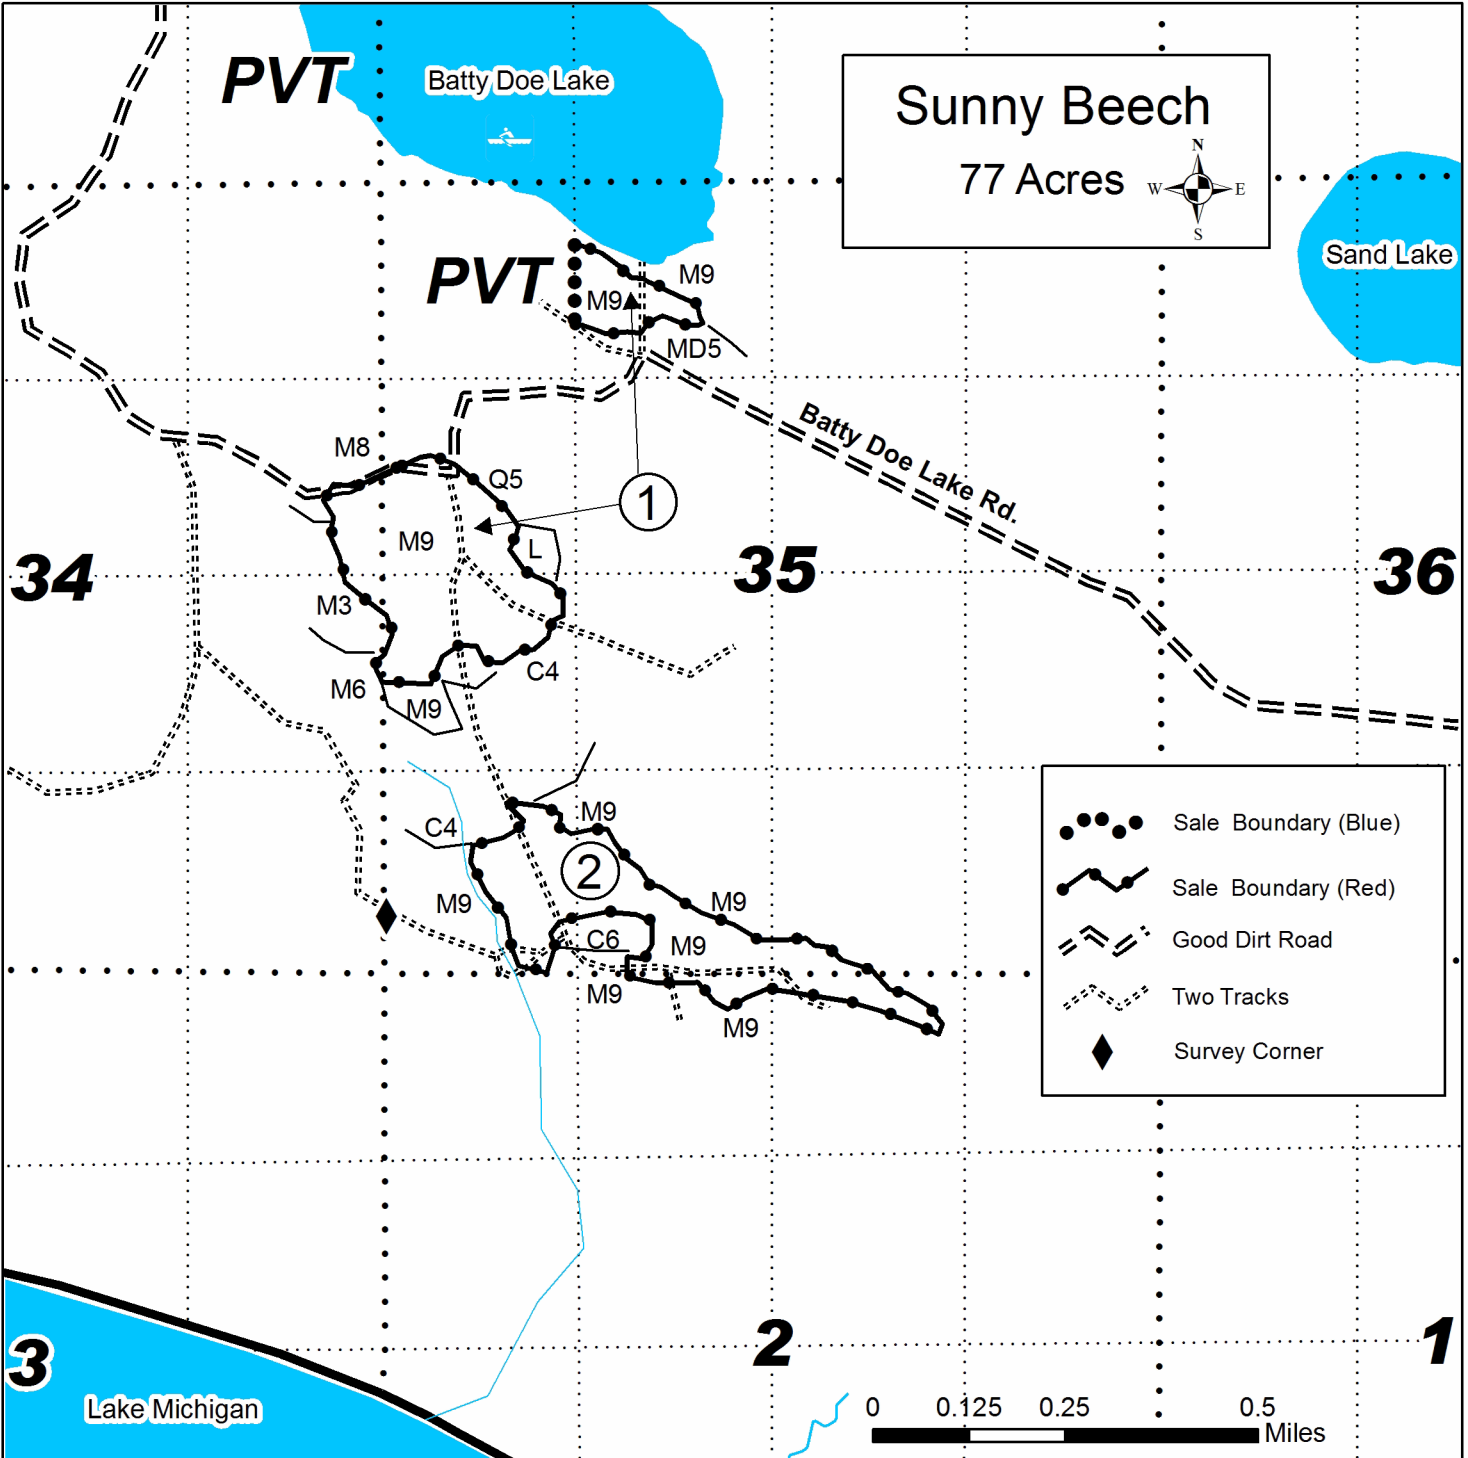 PVT
Batty Doe Lake
Sunny Beech
77 Acres
N
W
E
S
Sand Lake
PVT
M9
M9
MD5
Batty Doe Lake Rd.
M8
Q5
1
M9
L
34
35
36
M3
C4
M6
M9
C4
M9
2
M9
M9
C6
M9
M9
M9
Sale Boundary (Blue)
Sale Boundary (Red)
Good Dirt Road
Two Tracks
Survey Corner
3
2
1
Lake Michigan
0 0.125 0.25 0.5
Miles